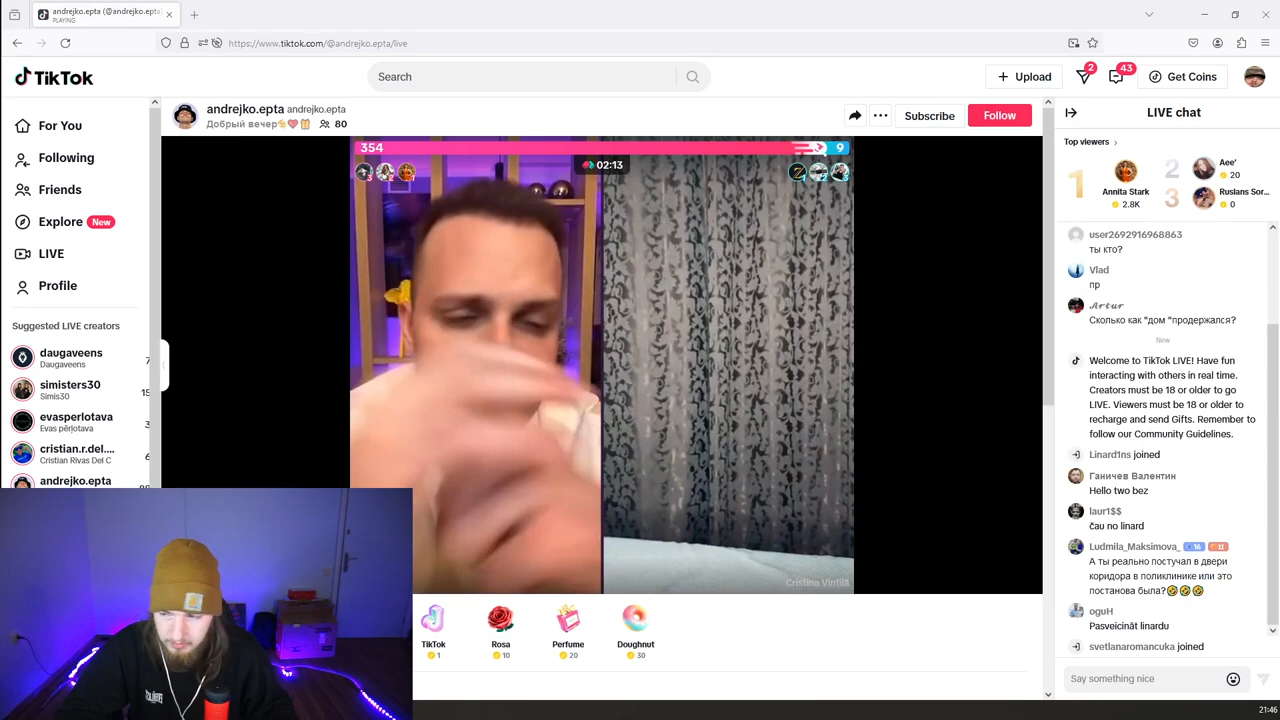 andrejko.epta (@andrejko.epta
PLAYING
https://www.tiktok.com/@andrejko.epta/live
TikTok
Search
Upload
2
43
Get Coins
For You
Following
Friends
Explore New
LIVE
Profile
Suggested LIVE creators
daugaveens
Daugaveens
7
simisters30
Simis30
15
evasperlotava
Evas pērļotava
3
cristian.r.del....
Cristian Rivas Del C
6
andrejko.epta
andrejko.epta andrejko.epta
Добрый вечер
80
Subscribe
Follow
354
9
02:13
Cristina Vintilă
TikTok
1
Rosa
10
Perfume
20
Doughnut
30
LIVE chat
Top viewers
1
Annita Stark
2.8K
2
Aee'
20
3
Ruslans Sor...
0
user2692916968863
ты кто?
Vlad
пр
Artur
Сколько как "дом "продержался?
New
Welcome to TikTok LIVE! Have fun
interacting with others in real time.
Creators must be 18 or older to go
LIVE. Viewers must be 18 or older to
recharge and send Gifts. Remember to
follow our Community Guidelines.
Linard1ns joined
Ганичев Валентин
Hello two bez
laur1$$
čau no linard
Ludmila_Maksimova_ 16 II
А ты реально постучал в двери
коридора в поликлинике или это
постанова была?🤣🤣🤣
oguH
Pasveicināt linardu
svetlanaromancuka joined
Say something nice
21:46